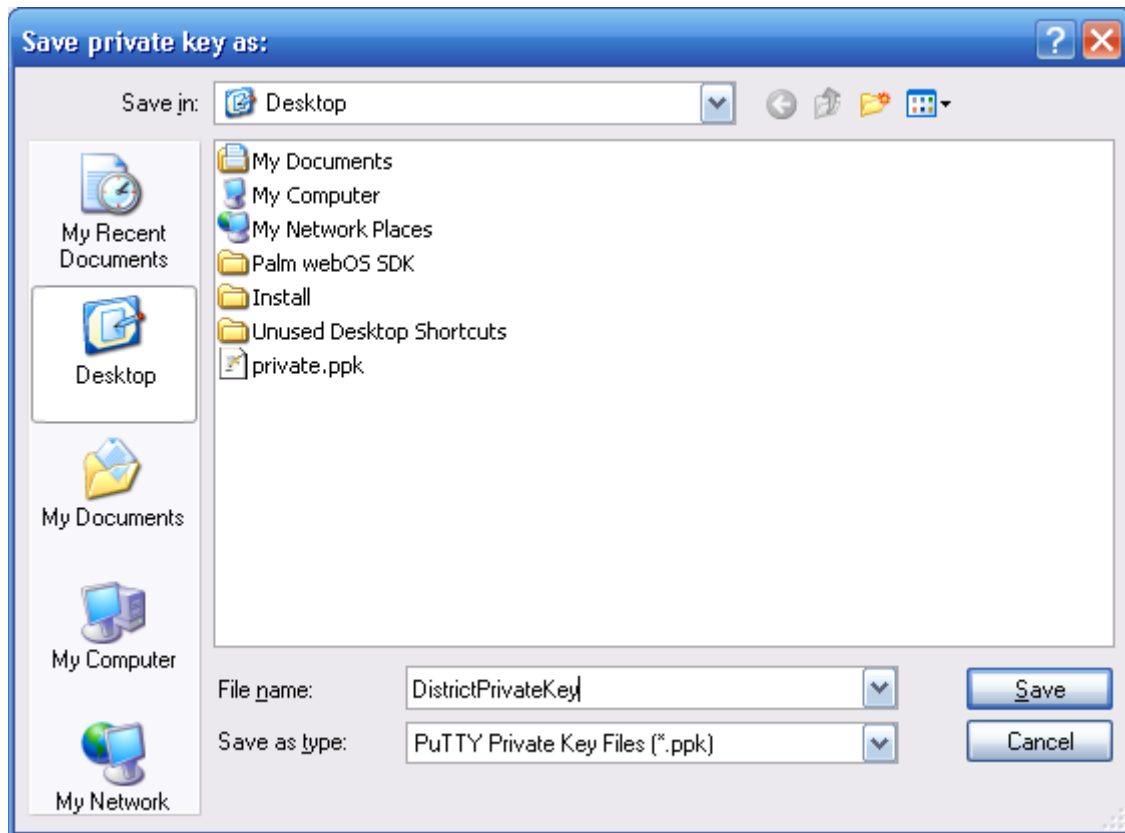 Save private key as:
Save in: Desktop
My Recent
Documents
Desktop
My Documents
My Computer
My Network
My Documents
My Computer
My Network Places
Palm webOS SDK
Install
Unused Desktop Shortcuts
private.ppk
File name: DistrictPrivateKey Save
Save as type: PuTTY Private Key Files (*.ppk) Cancel